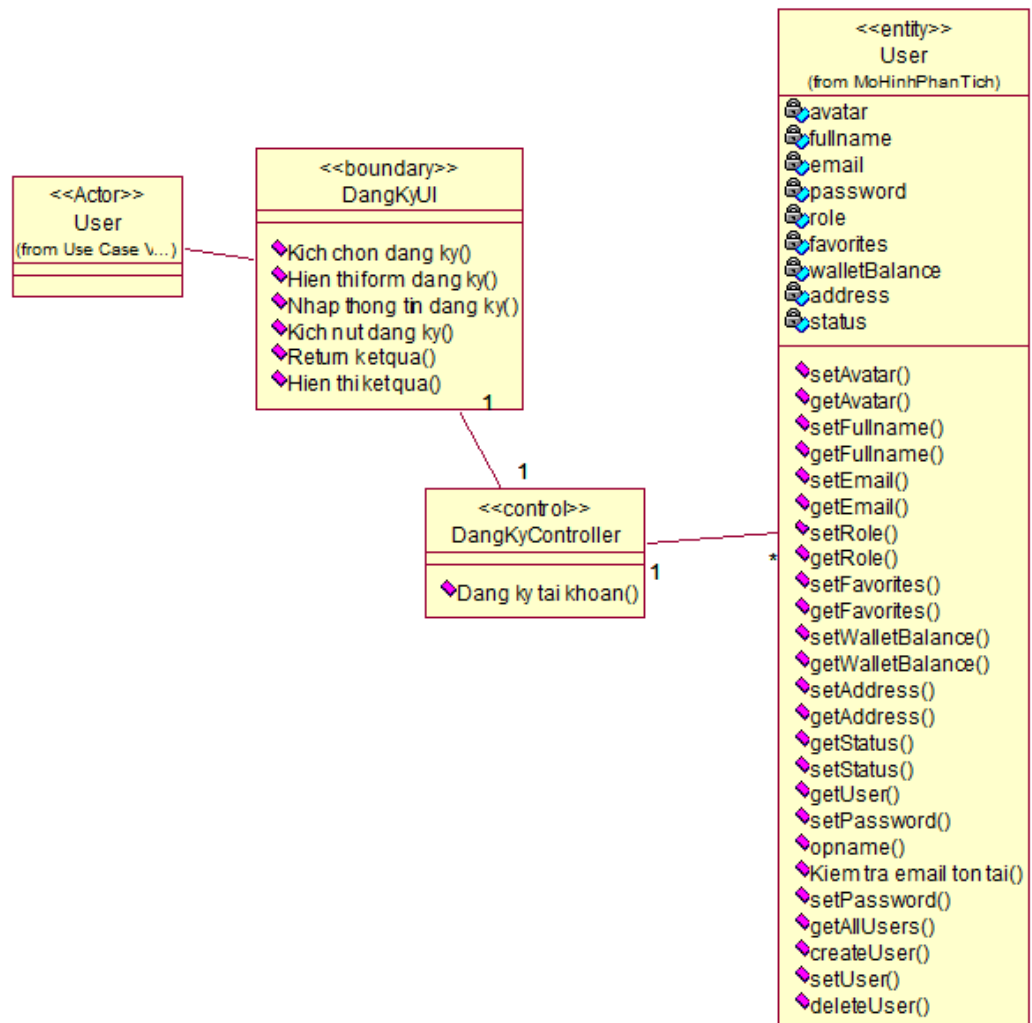 <<Actor>>
User
(from Use Case V...)
<<boundary>>
DangKyUI
Kich chon dang ky()
Hien thi form dang ky()
Nhap thong tin dang ky()
Kich nut dang ky()
Return ket qua()
Hien thi ket qua()
1
1
<<control>>
DangKyController
Dang ky tai khoan()
1
*
<<entity>>
User
(from MoHinhPhanTich)
avatar
fullname
email
password
role
favorites
walletBalance
address
status
setAvatar()
getAvatar()
setFullname()
getFullname()
setEmail()
getEmail()
setRole()
getRole()
setFavorites()
getFavorites()
setWalletBalance()
getWalletBalance()
setAddress()
getAddress()
getStatus()
setStatus()
getUser()
setPassword()
opname()
Kiem tra email ton tai()
setPassword()
getAllUsers()
createUser()
setUser()
deleteUser()